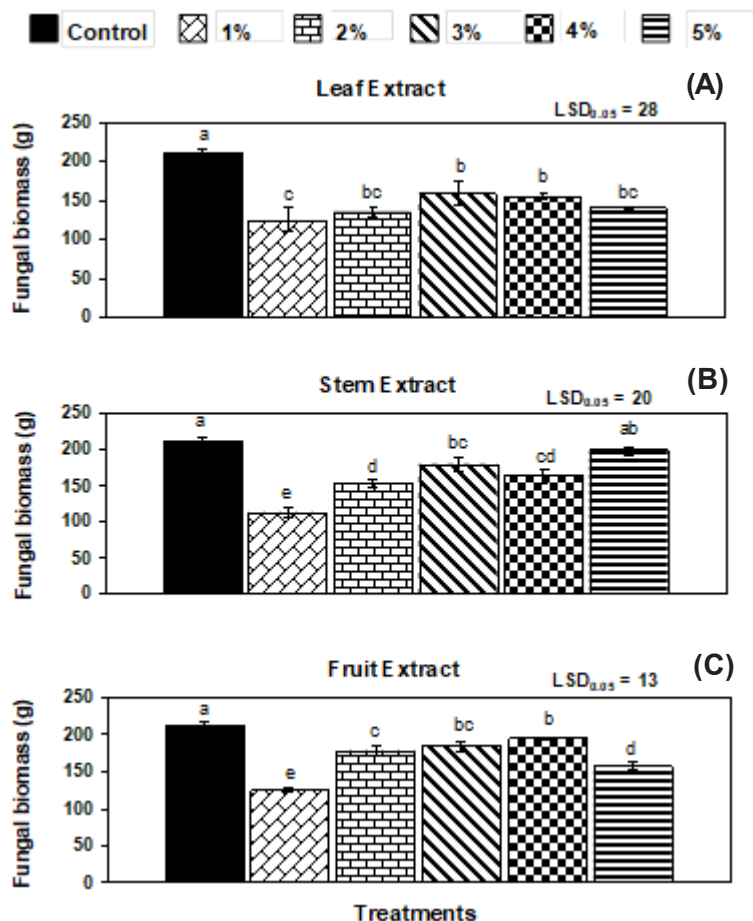 Control 1% 2% 3% 4% 5%
(A)
Leaf Extract
LSD0.05 = 28
Fungal biomass (g)
250
200
150
100
50
0
a
c
bc
b
b
bc
(B)
Stem Extract
LSD0.05 = 20
Fungal biomass (g)
250
200
150
100
50
0
a
e
d
bc
cd
ab
(C)
Fruit Extract
LSD0.05 = 13
Fungal biomass (g)
250
200
150
100
50
0
a
e
c
bc
b
d
Treatments